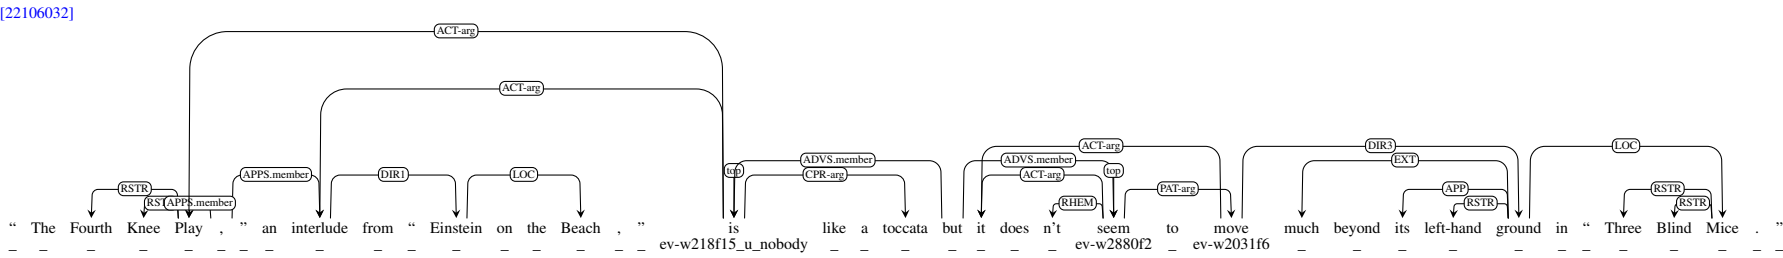 [22106032]
ACT-arg
ACT-arg
ACT-arg DIR3 LOC
ADVS.member ADVS.member EXT
top top
APPS.member DIR1 LOC CPR-arg ACT-arg
RSTR PAT-arg APP RSTR
APPS.member RHEM RSTR RSTR
“ The Fourth Knee Play , ” an interlude from “ Einstein on the Beach , ” is like a toccata but it does n’t seem to move much beyond its left-hand ground in “ Three Blind Mice . ”
_ _ _ _ _ _ _ _ _ _ _ _ _ _ _ _ _ ev-w218f15_u_nobody _ _ _ _ _ _ _ ev-w2880f2 _ ev-w2031f6 _ _ _ _ _ _ _ _ _ _ _ _